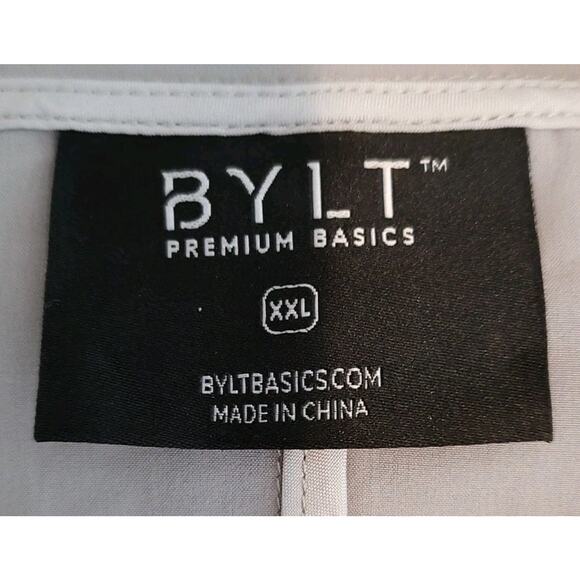 BYLT™
PREMIUM BASICS
XXL
BYLTBASICS.COM
MADE IN CHINA